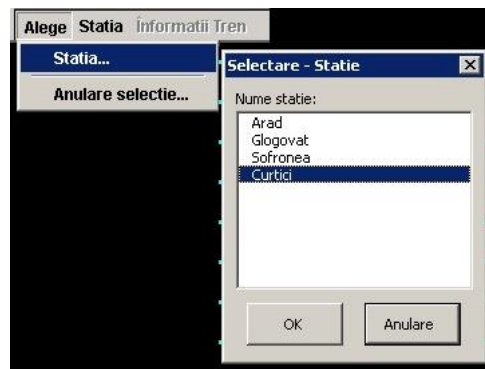 Alege Statia Informatii Tren
Statia...
Anulare selectie...
Selectare - Statie
Nume statie:
Arad
Glogovat
Sofronea
Curtici
OK Anulare